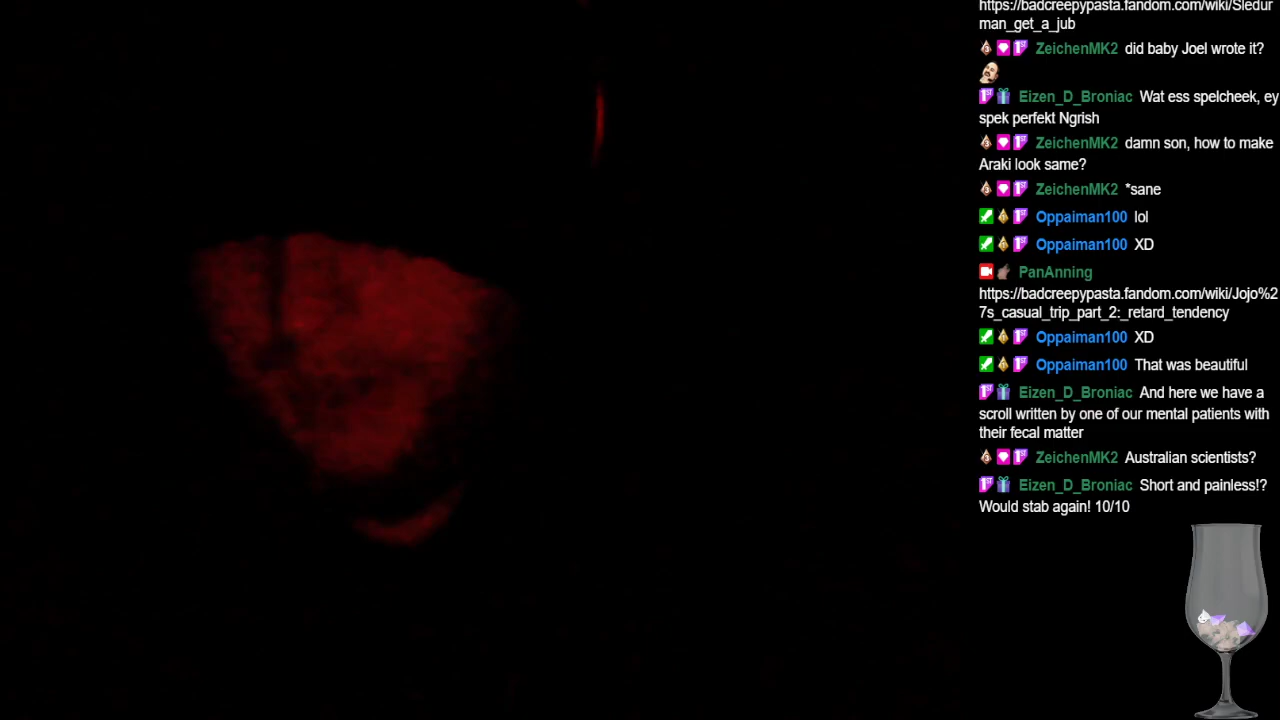 https://badcreepypasta.fandom.com/wiki/Sledur
man_get_a_jub
ZeichenMK2 did baby Joel wrote it?
Eizen_D_Broniac Wat ess spelcheek, ey
spek perfekt Ngrish
ZeichenMK2 damn son, how to make
Araki look same?
ZeichenMK2 *sane
Oppaiman100 lol
Oppaiman100 XD
PanAnning
https://badcreepypasta.fandom.com/wiki/Jojo%2
7s_casual_trip_part_2:_retard_tendency
Oppaiman100 XD
Oppaiman100 That was beautiful
Eizen_D_Broniac And here we have a
scroll written by one of our mental patients with
their fecal matter
ZeichenMK2 Australian scientists?
Eizen_D_Broniac Short and painless!?
Would stab again! 10/10